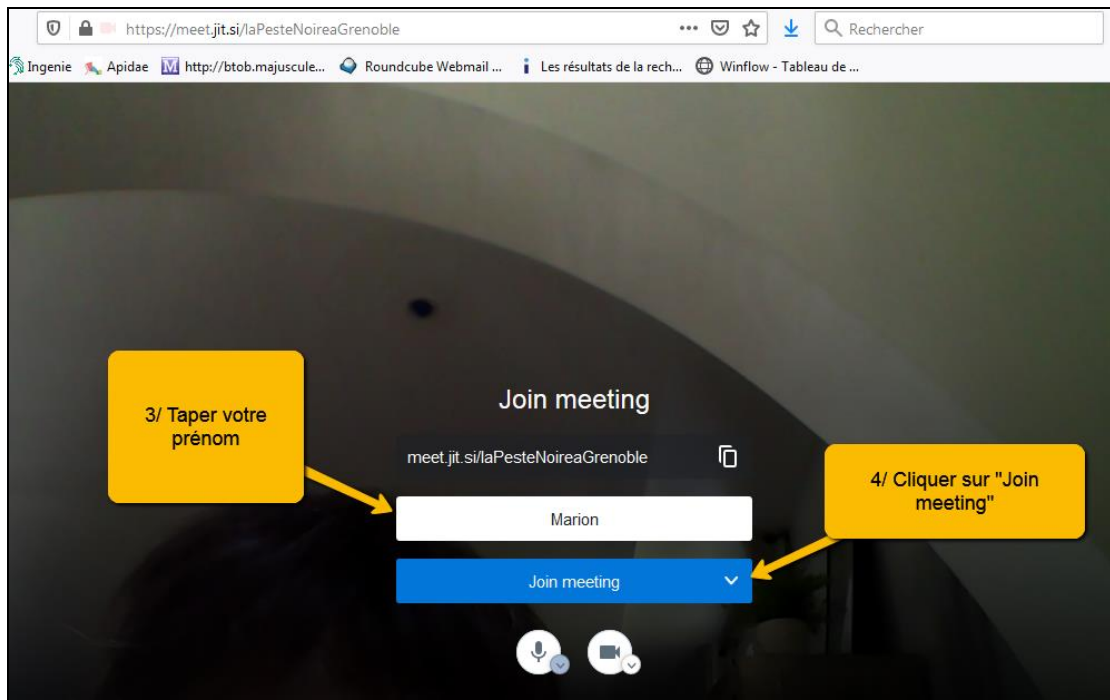 https://meet.jit.si/laPesteNoireaGrenoble
Rechercher
Ingenie Apidae M http://btob.majuscule... Roundcube Webmail ... i Les résultats de la rech... Winflow - Tableau de ...
Join meeting
3/ Taper votre
prénom
meet.jit.si/laPesteNoireaGrenoble
4/ Cliquer sur "Join
meeting"
Marion
Join meeting